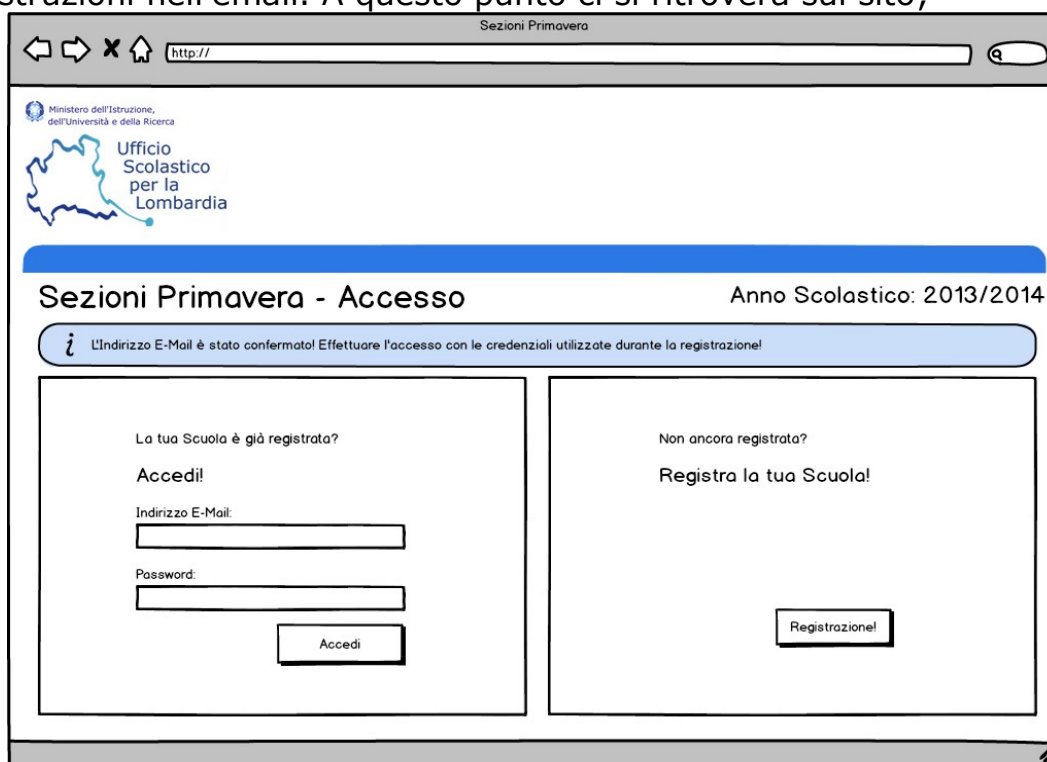 nell'email. A questo punto ci si ritroverà sul sito,
Sezioni Primavera
http://
Ministero dell'Istruzione,
dell'Università e della Ricerca
Ufficio
Scolastico
per la
Lombardia
Sezioni Primavera - Accesso
Anno Scolastico: 2013/2014
i L'Indirizzo E-Mail è stato confermato! Effettuare l'accesso con le credenziali utilizzate durante la registrazione!
La tua Scuola è già registrata?
Accedi!
Indirizzo E-Mail:
Password:
Accedi
Non ancora registrata?
Registra la tua Scuola!
Registrazione!